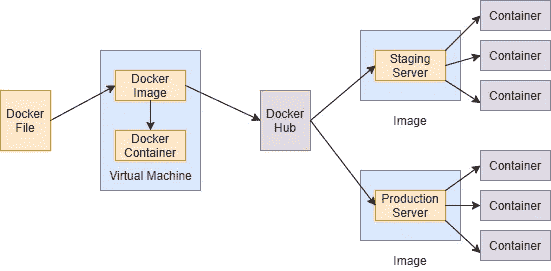 Docker
File
Docker
Image
Docker
Container
Virtual Machine
Docker
Hub
Staging
Server
Image
Container
Container
Container
Production
Server
Image
Container
Container
Container